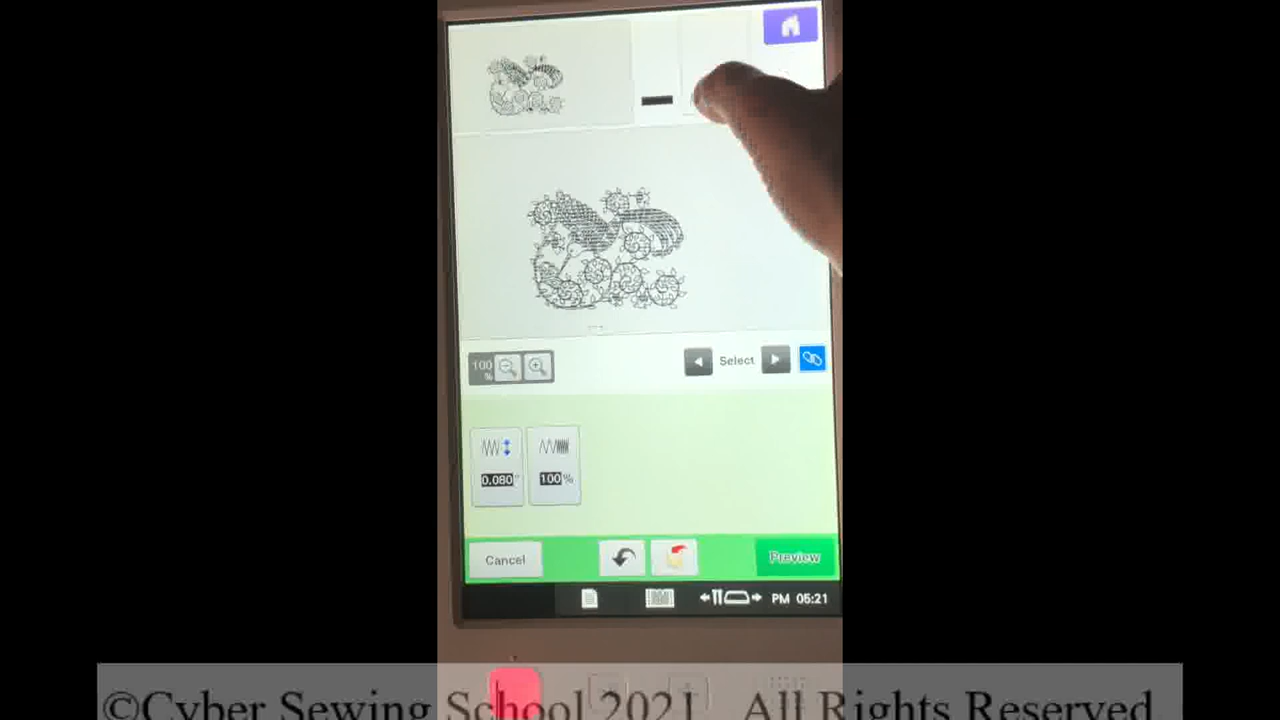 100
%
Select
0.080"
100%
Cancel
Preview
PM 05:21
©Cyber Sewing School 2021 All Rights Reserved